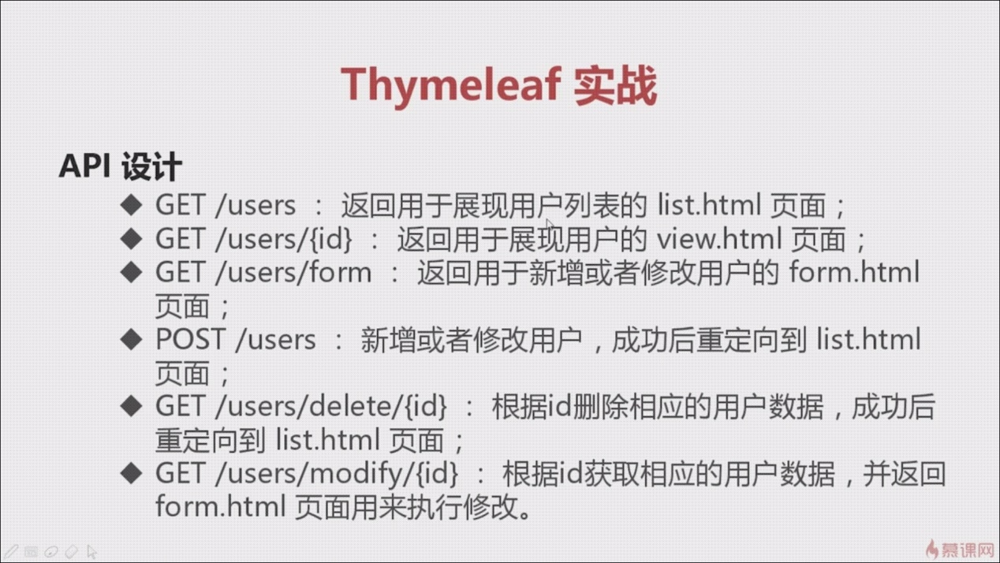 Thymeleaf 实战
API 设计
◆ GET /users ： 返回用于展现用户列表的 list.html 页面；
◆ GET /users/{id} ： 返回用于展现用户的 view.html 页面；
◆ GET /users/form ： 返回用于新增或者修改用户的 form.html
页面；
◆ POST /users ： 新增或者修改用户，成功后重定向到 list.html
页面；
◆ GET /users/delete/{id} ： 根据id删除相应的用户数据，成功后
重定向到 list.html 页面；
◆ GET /users/modify/{id} ： 根据id获取相应的用户数据，并返回
form.html 页面用来执行修改。
慕课网